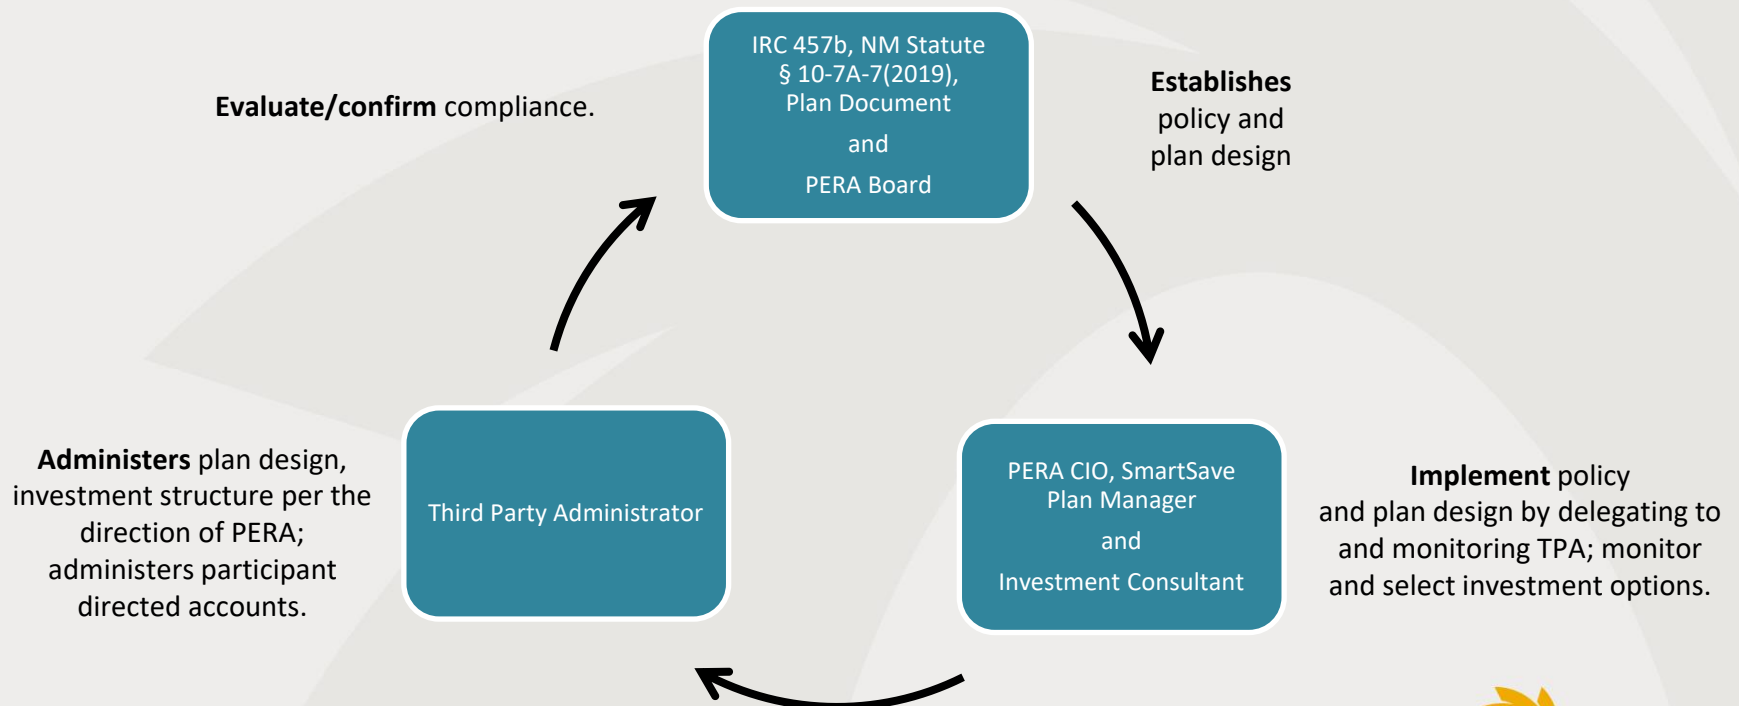 IRC 457b, NM Statute
§ 10-7A-7(2019),
Plan Document
and
PERA Board
Evaluate/confirm compliance.
Establishes
policy and
plan design
Administers plan design,
investment structure per the
direction of PERA;
administers participant
directed accounts.
Third Party Administrator
PERA CIO, SmartSave
Plan Manager
and
Investment Consultant
Implement policy
and plan design by delegating to
and monitoring TPA; monitor
and select investment options.